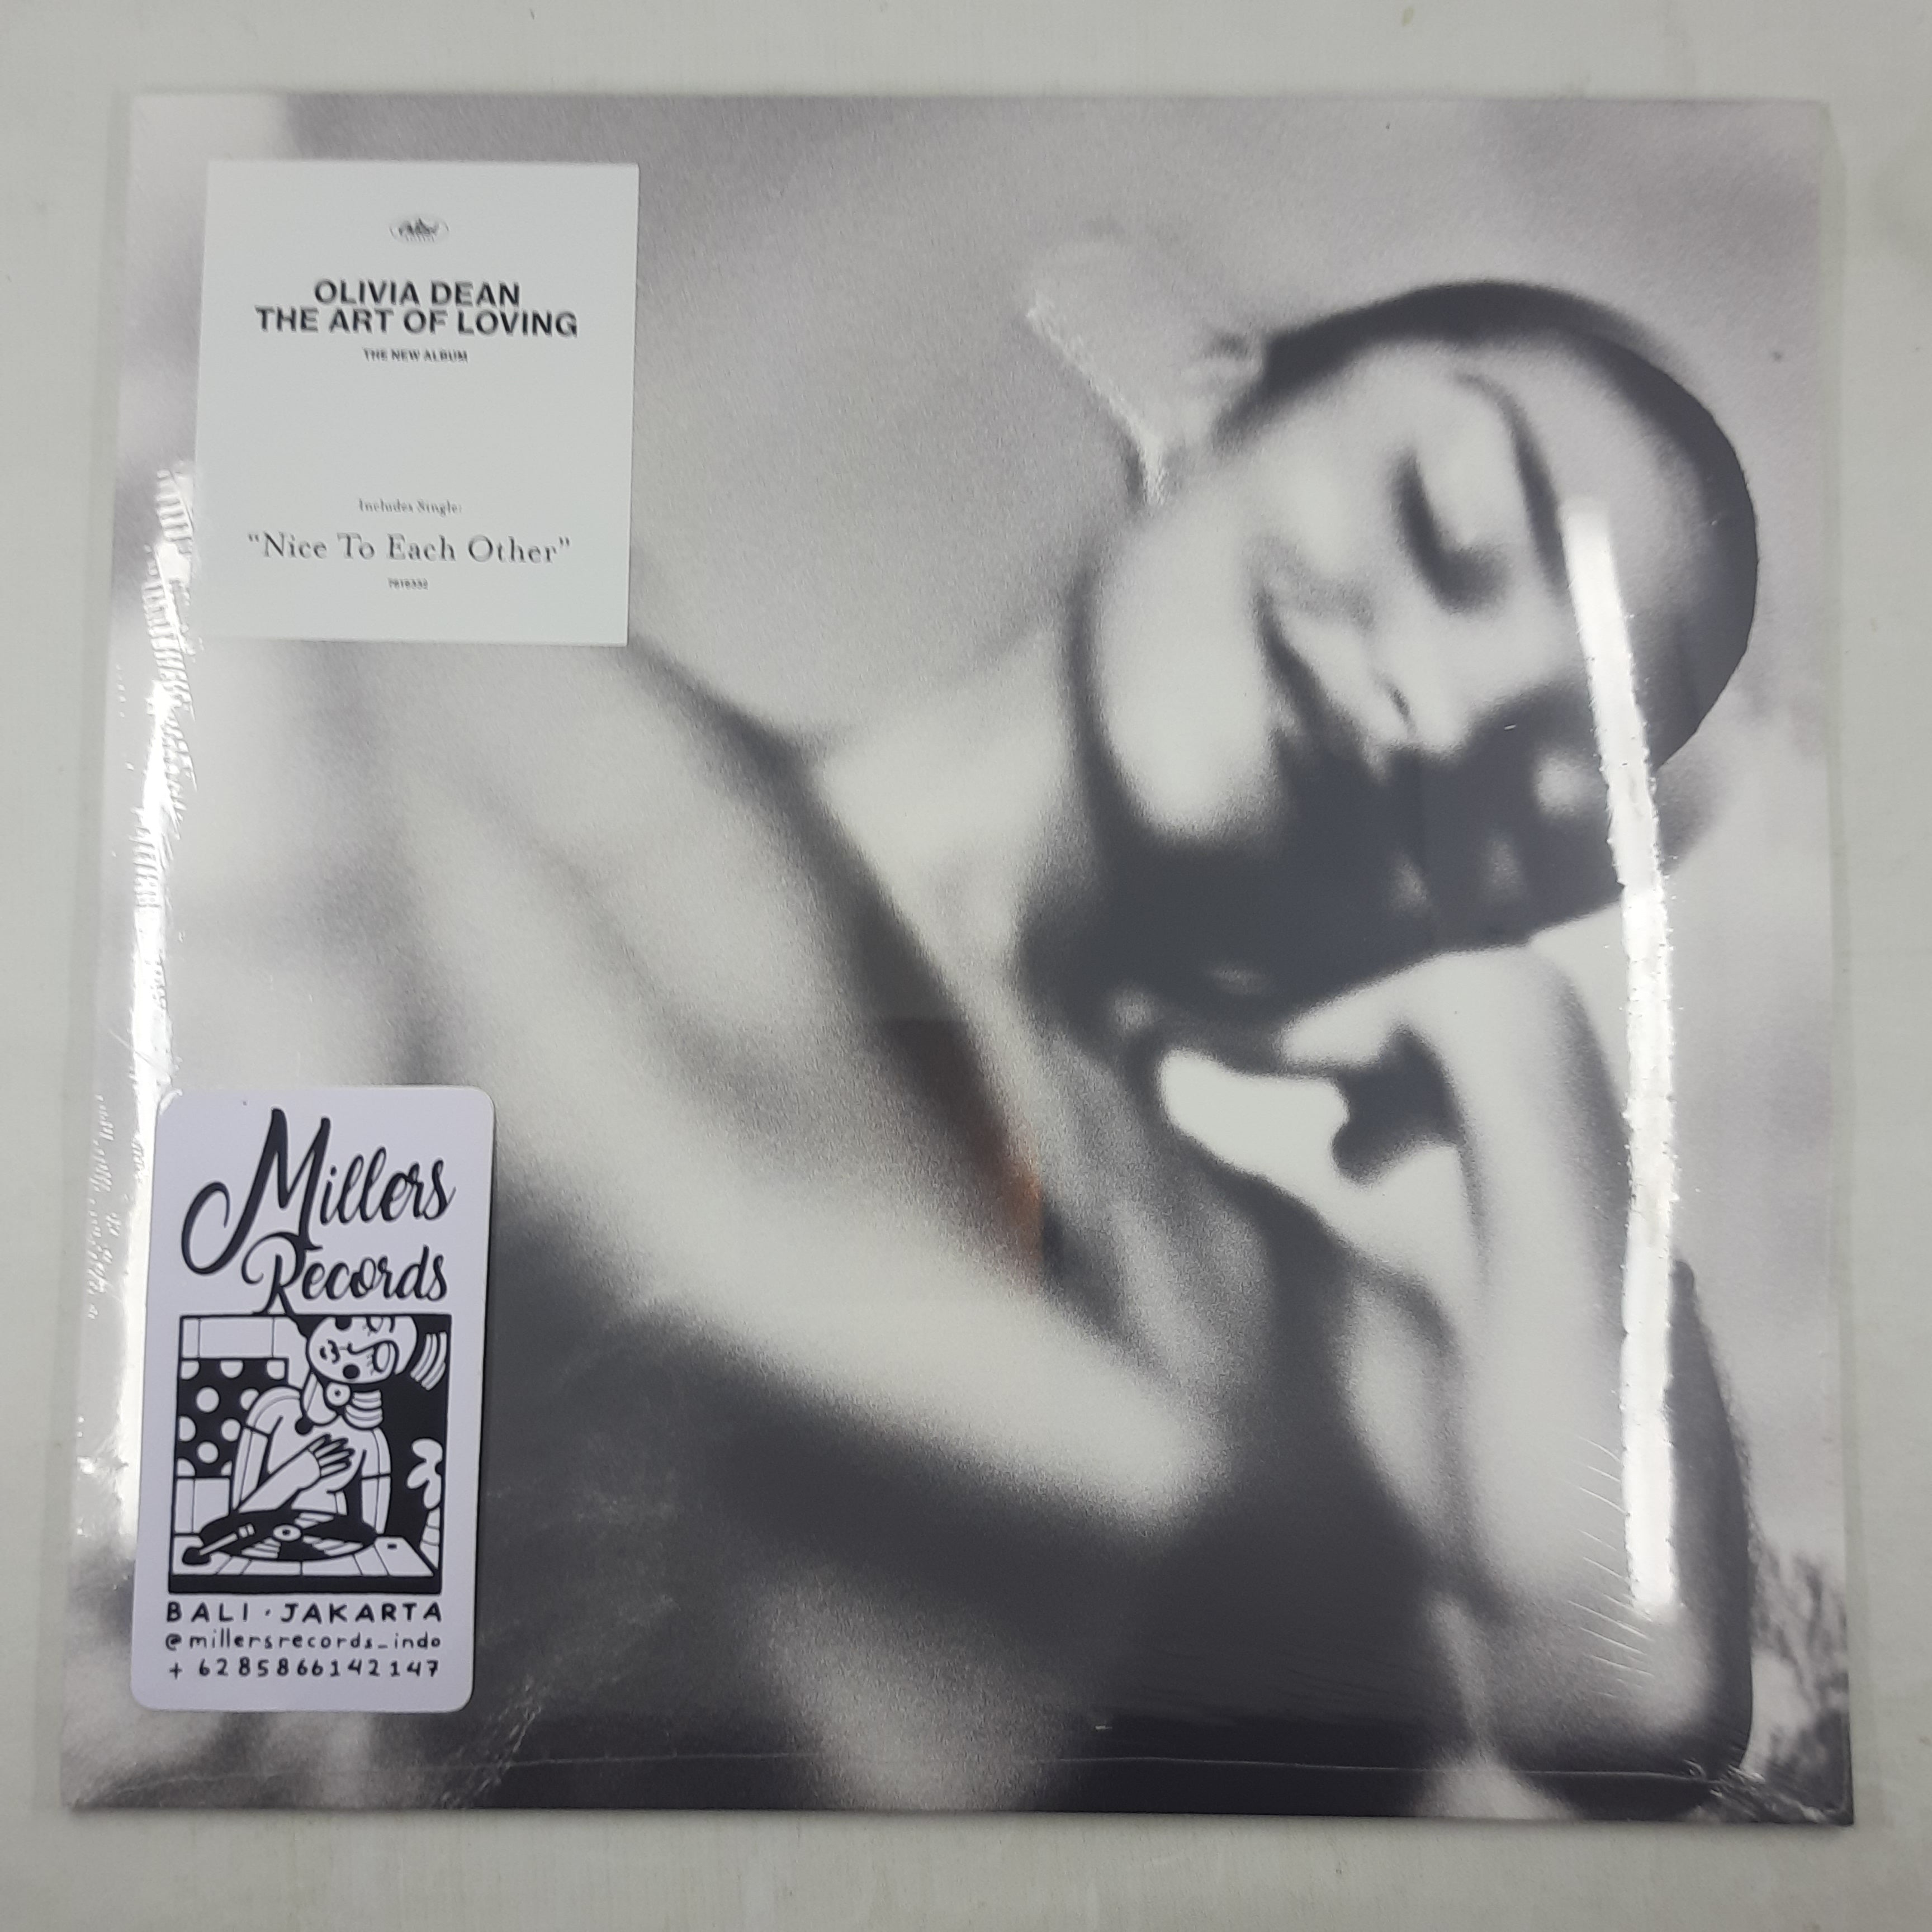 OLIVIA DEAN
THE ART OF LOVING
THE NEW ALBUM
Includes Single:
“Nice To Each Other”
Millers
Records
BALI · JAKARTA
@millersrecords_indo
+ 6285866142147